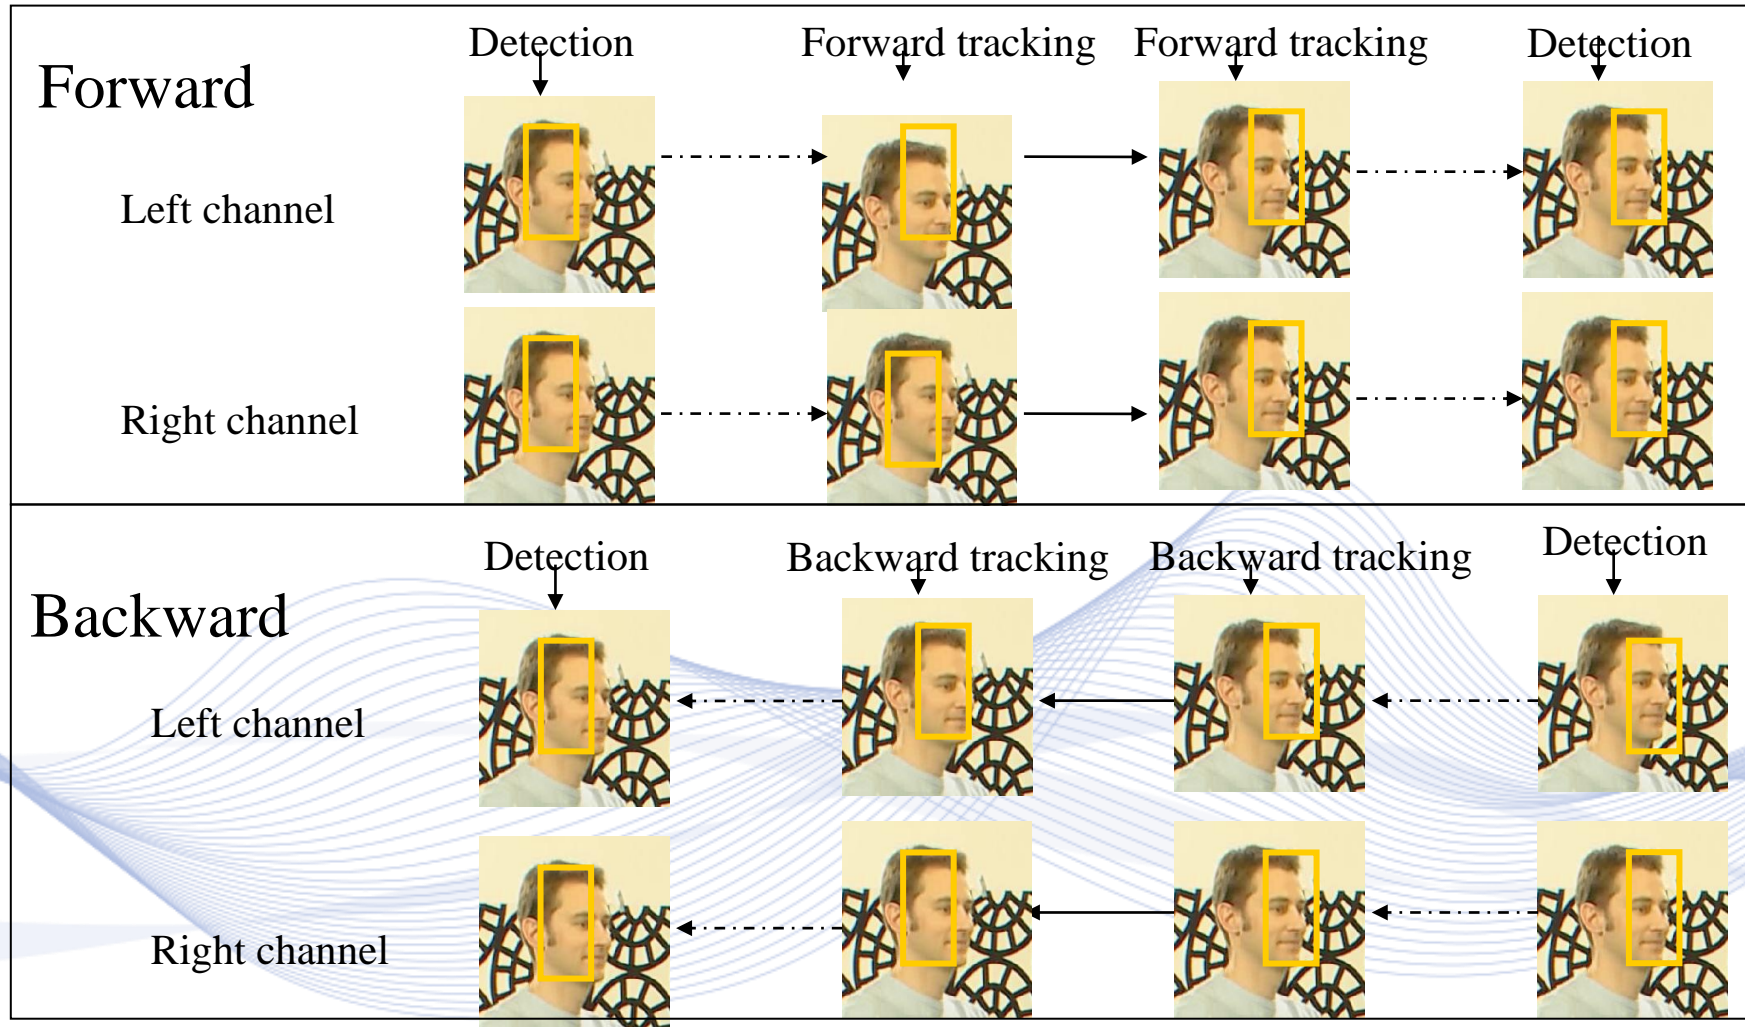 Detection Forward tracking Forward tracking Detection
Forward
Left channel
Right channel
Detection Backward tracking Backward tracking Detection
Backward
Left channel
Right channel